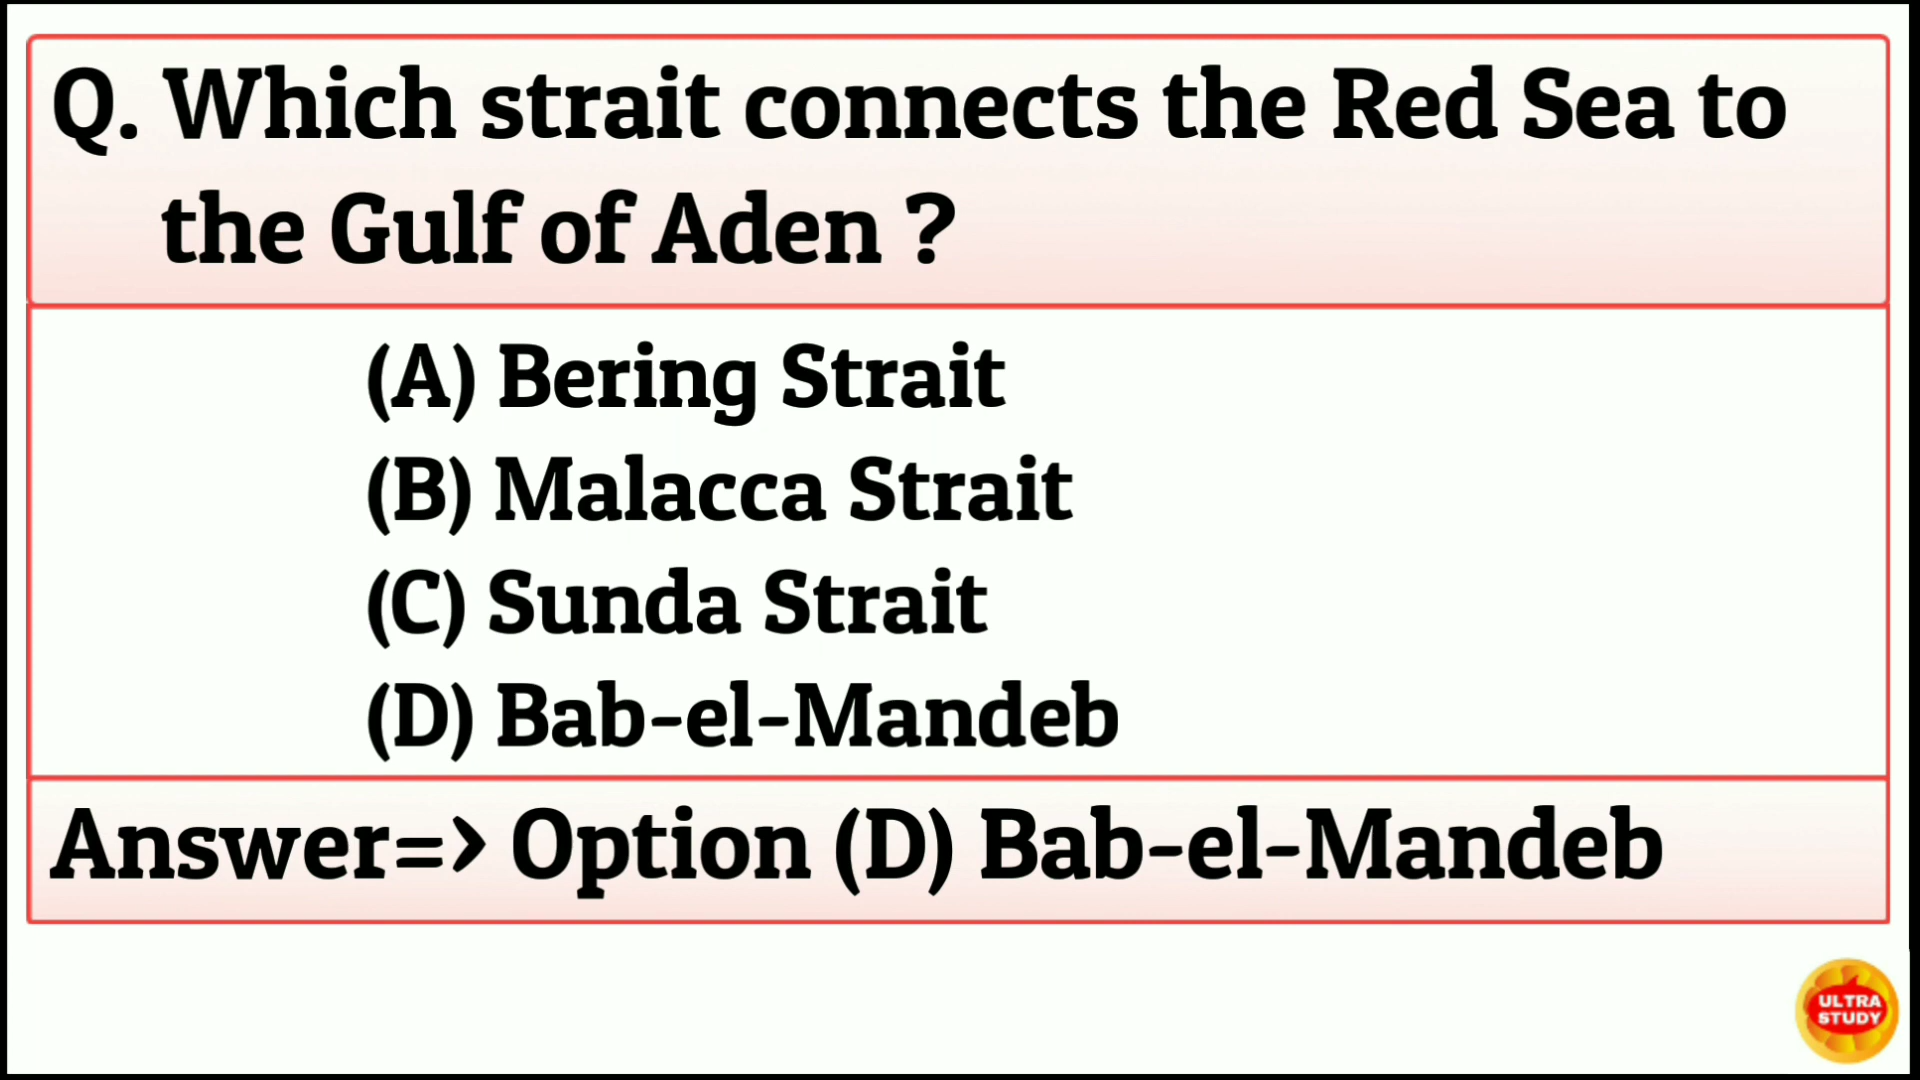 Q. Which strait connects the Red Sea to
the Gulf of Aden ?
(A) Bering Strait
(B) Malacca Strait
(C) Sunda Strait
(D) Bab-el-Mandeb
Answer=> Option (D) Bab-el-Mandeb
ULTRA
STUDY